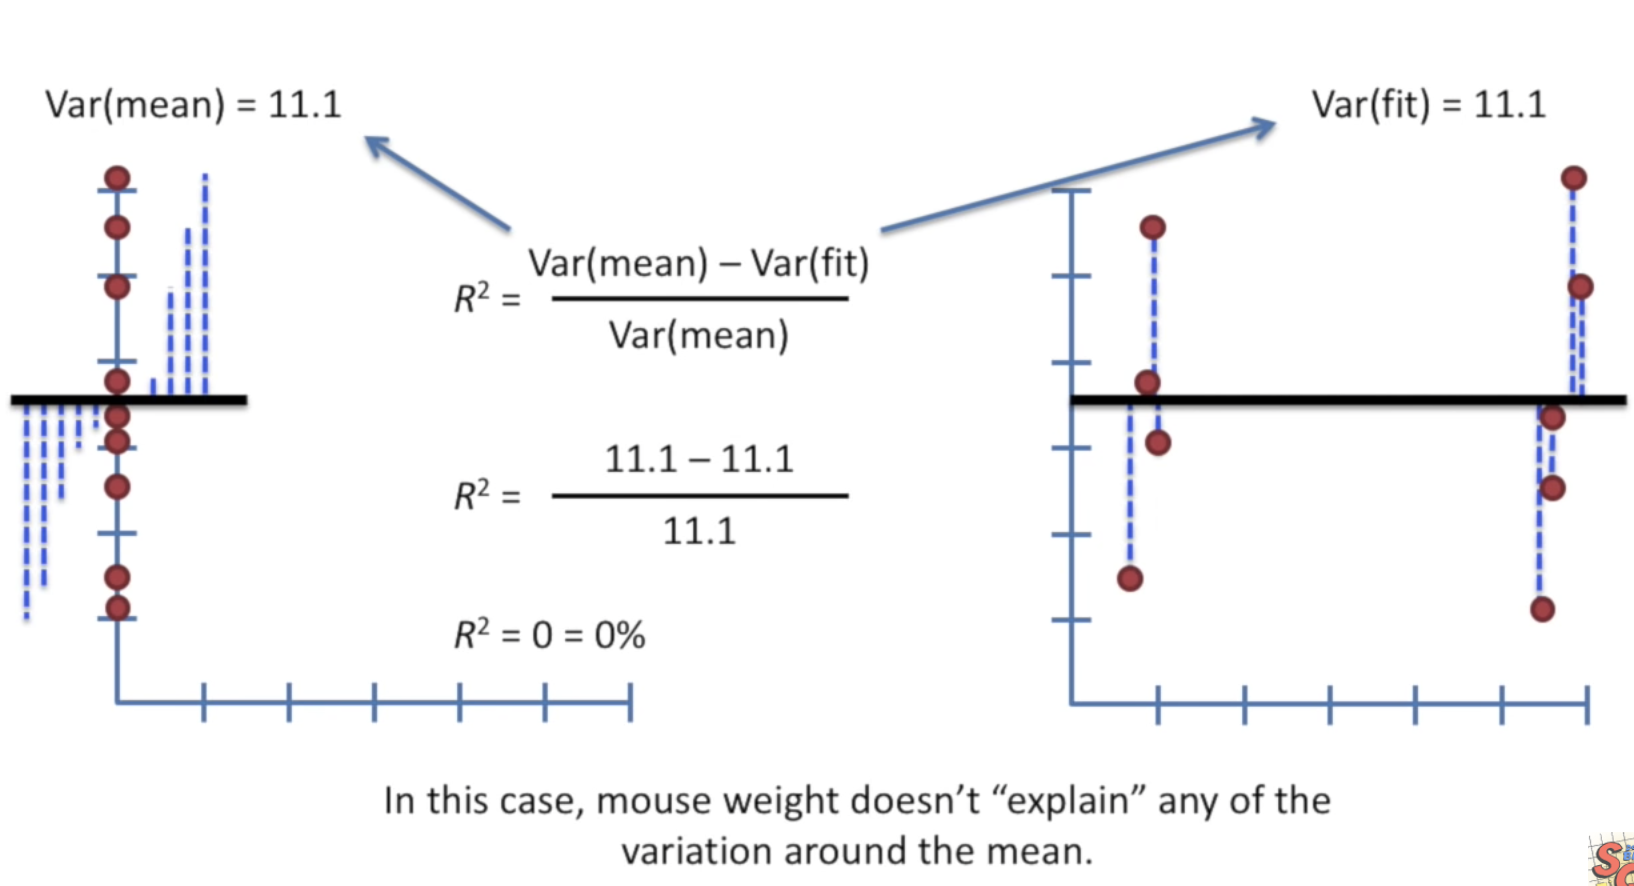 Var(mean) = 11.1
Var(fit) = 11.1
Var(mean) – Var(fit)
R² =
Var(mean)
11.1 – 11.1
R² =
11.1
R² = 0 = 0%
In this case, mouse weight doesn’t “explain” any of the
variation around the mean.